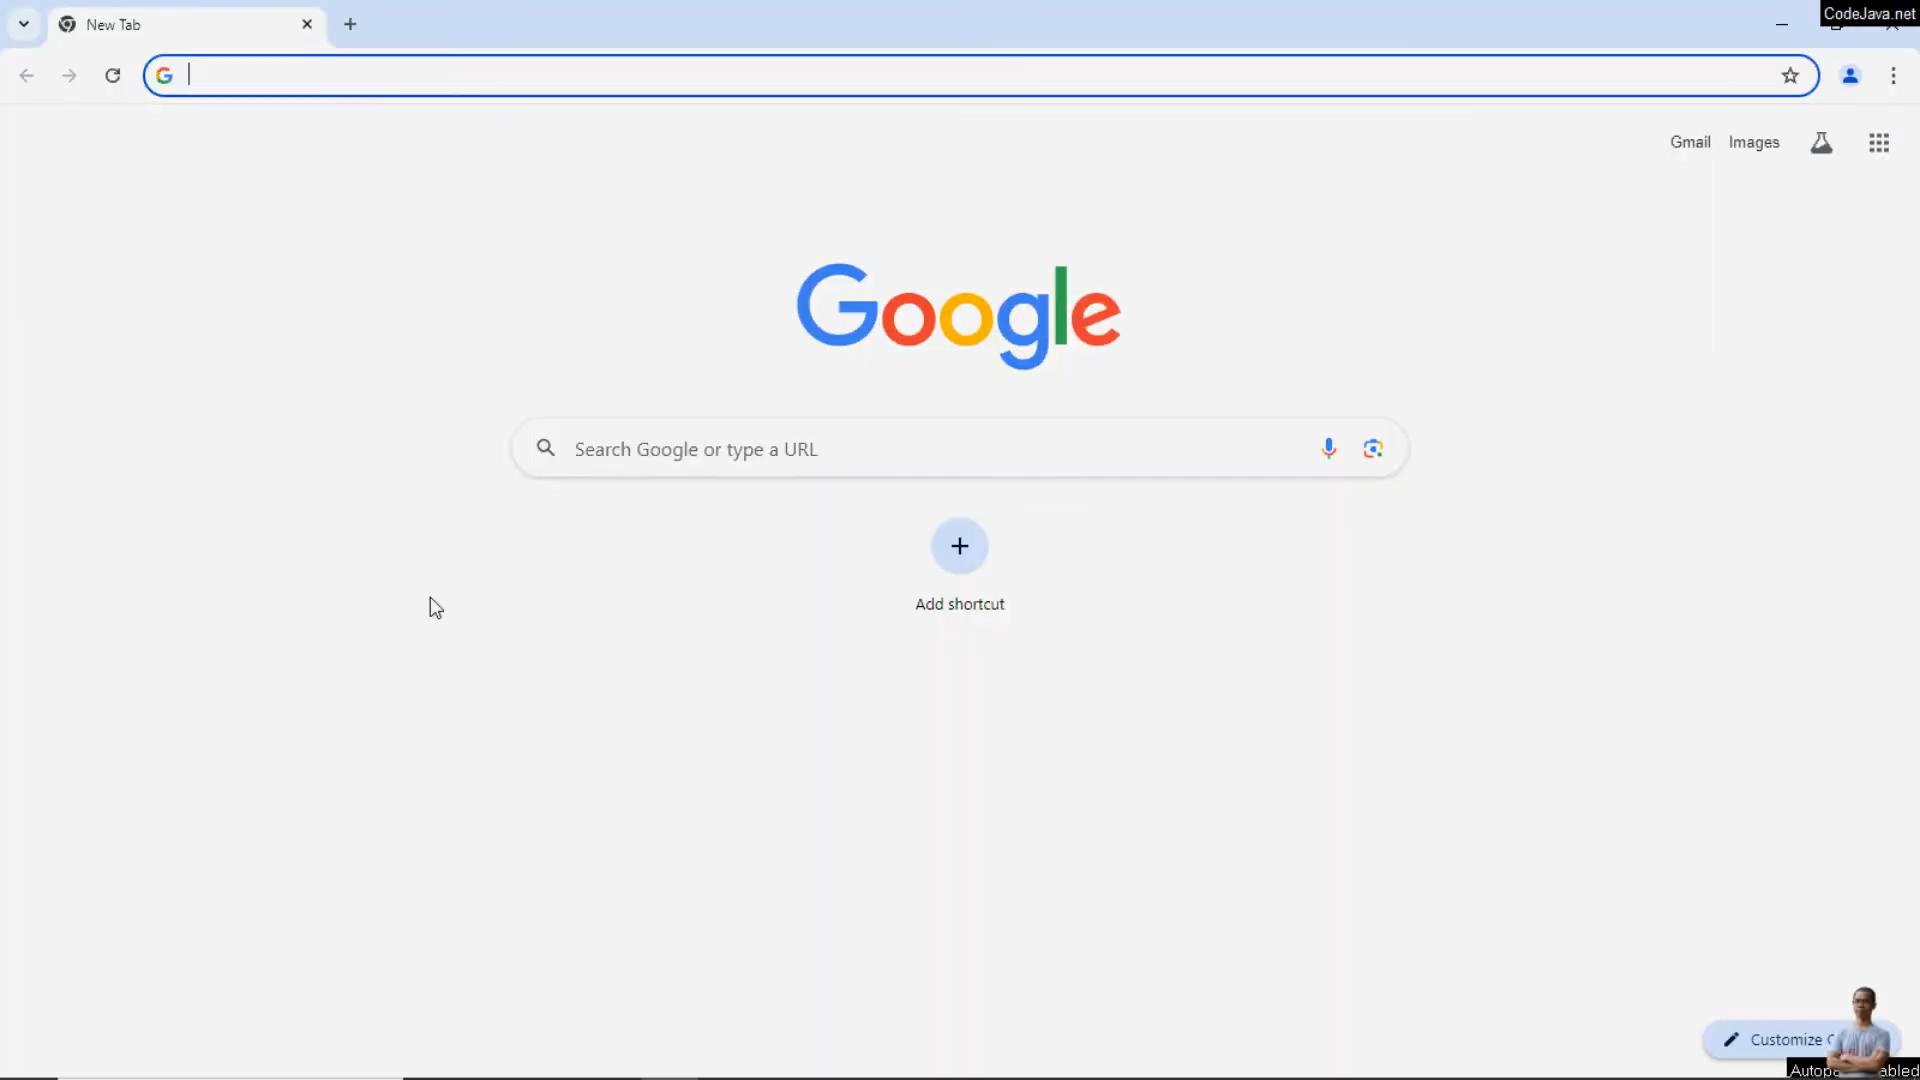 CodeJava.net
New Tab
Gmail Images
Google
Search Google or type a URL
Add shortcut
Customize